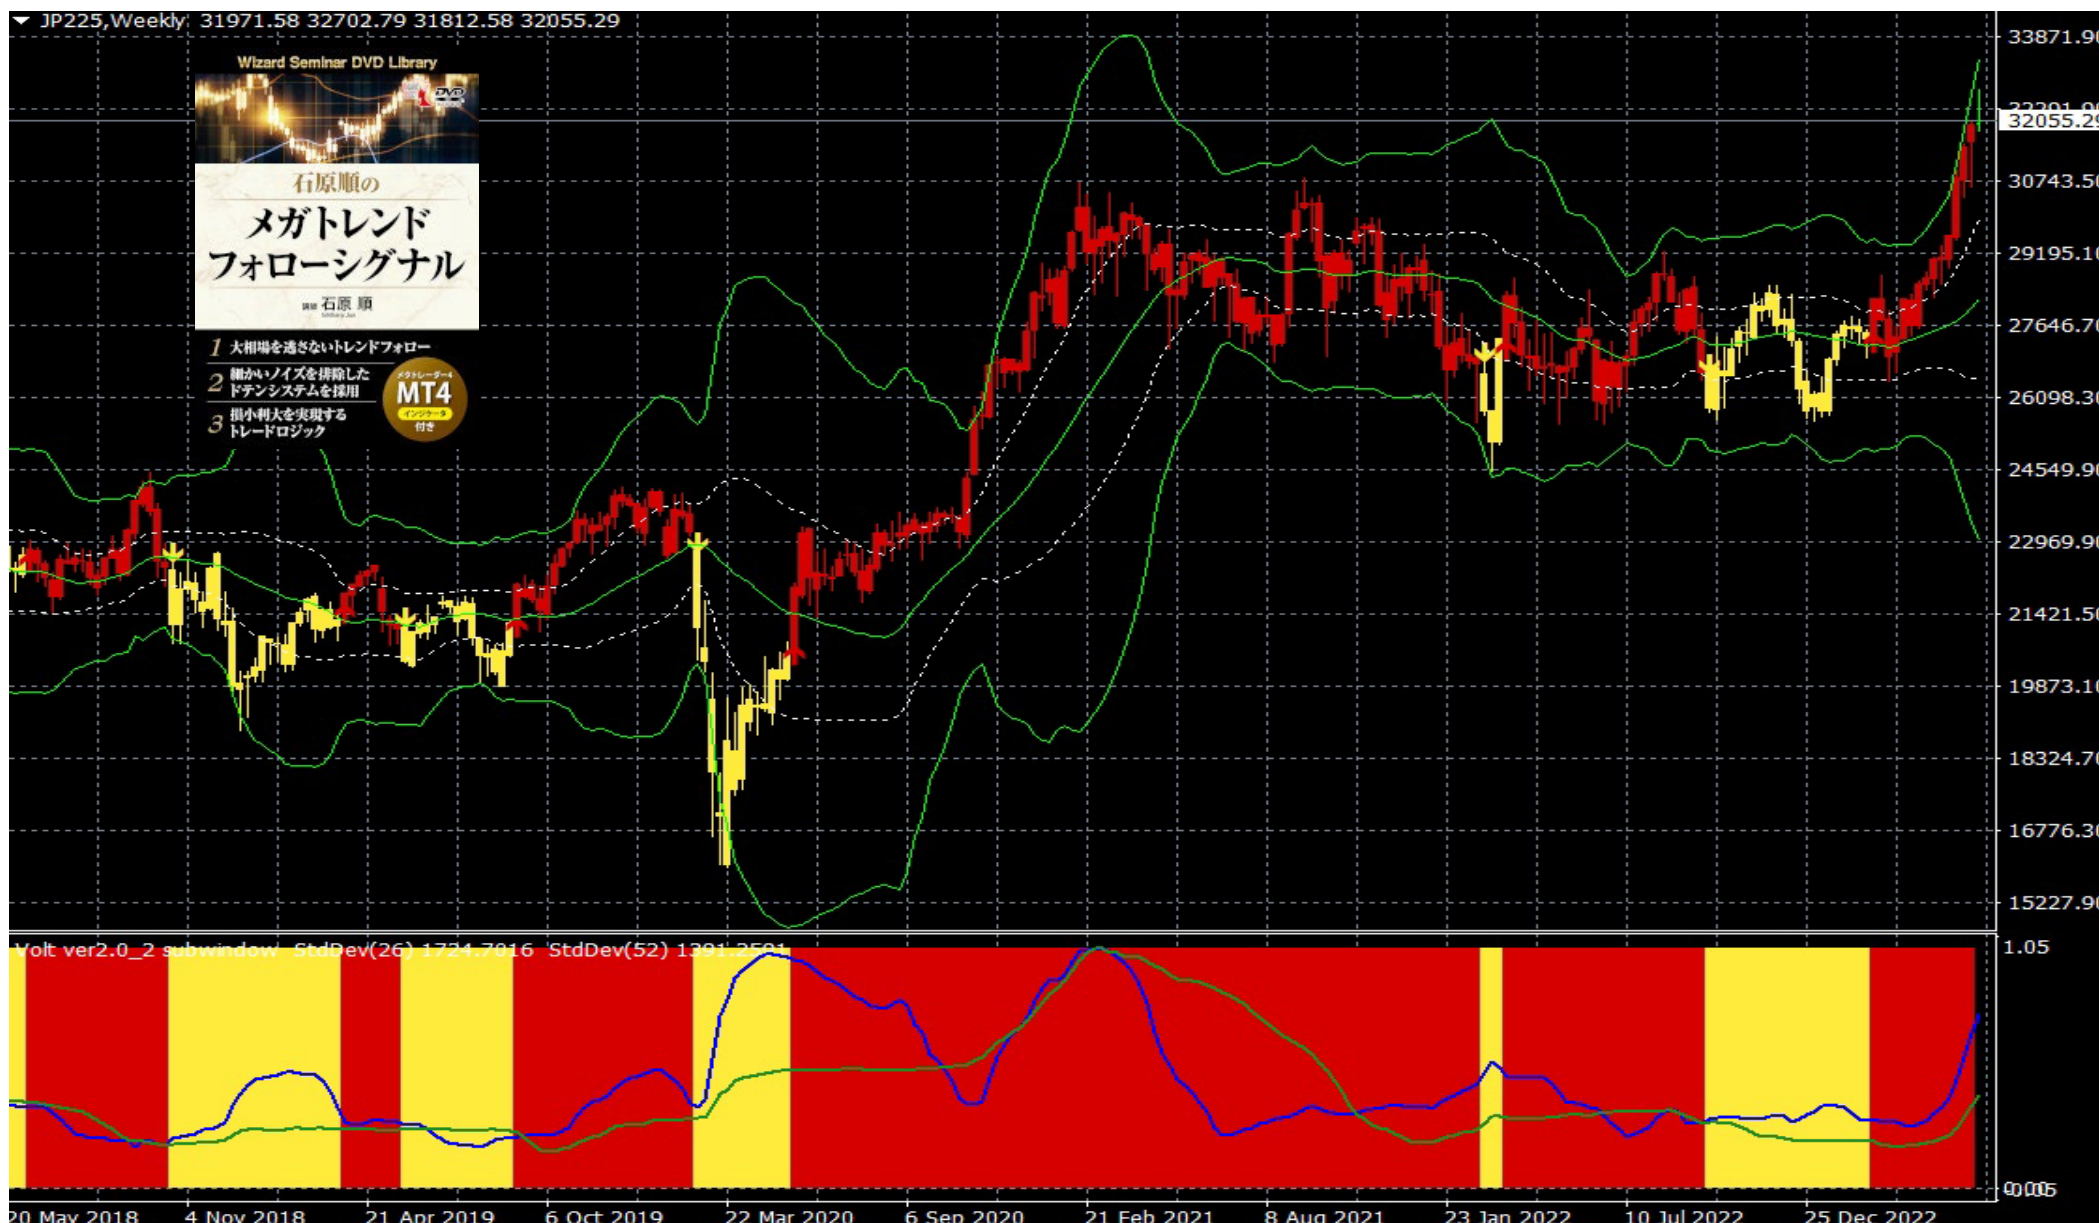 JP225,Weekly 31971.58 32702.79 31812.58 32055.29
Wizard Seminar DVD Library
DVD
石原順の
メガトレンド
フォローシグナル
講師 石原 順
1 大相場を逃さないトレンドフォロー
2 細かいノイズを排除した
ドテンシステムを採用
3 損小利大を実現する
トレードロジック
メタトレーダー4
MT4
インジケータ
付き
33871.90
32055.29
30743.50
29195.10
27646.70
26098.30
24549.90
22969.90
21421.50
19873.10
18324.70
16776.30
15227.90
Volt ver2.0_2 subwindow StdDev(26) 1724.7016 StdDev(52) 1391.2591
1.05
20 May 2018 4 Nov 2018 21 Apr 2019 6 Oct 2019 22 Mar 2020 6 Sep 2020 21 Feb 2021 8 Aug 2021 23 Jan 2022 10 Jul 2022 25 Dec 2022